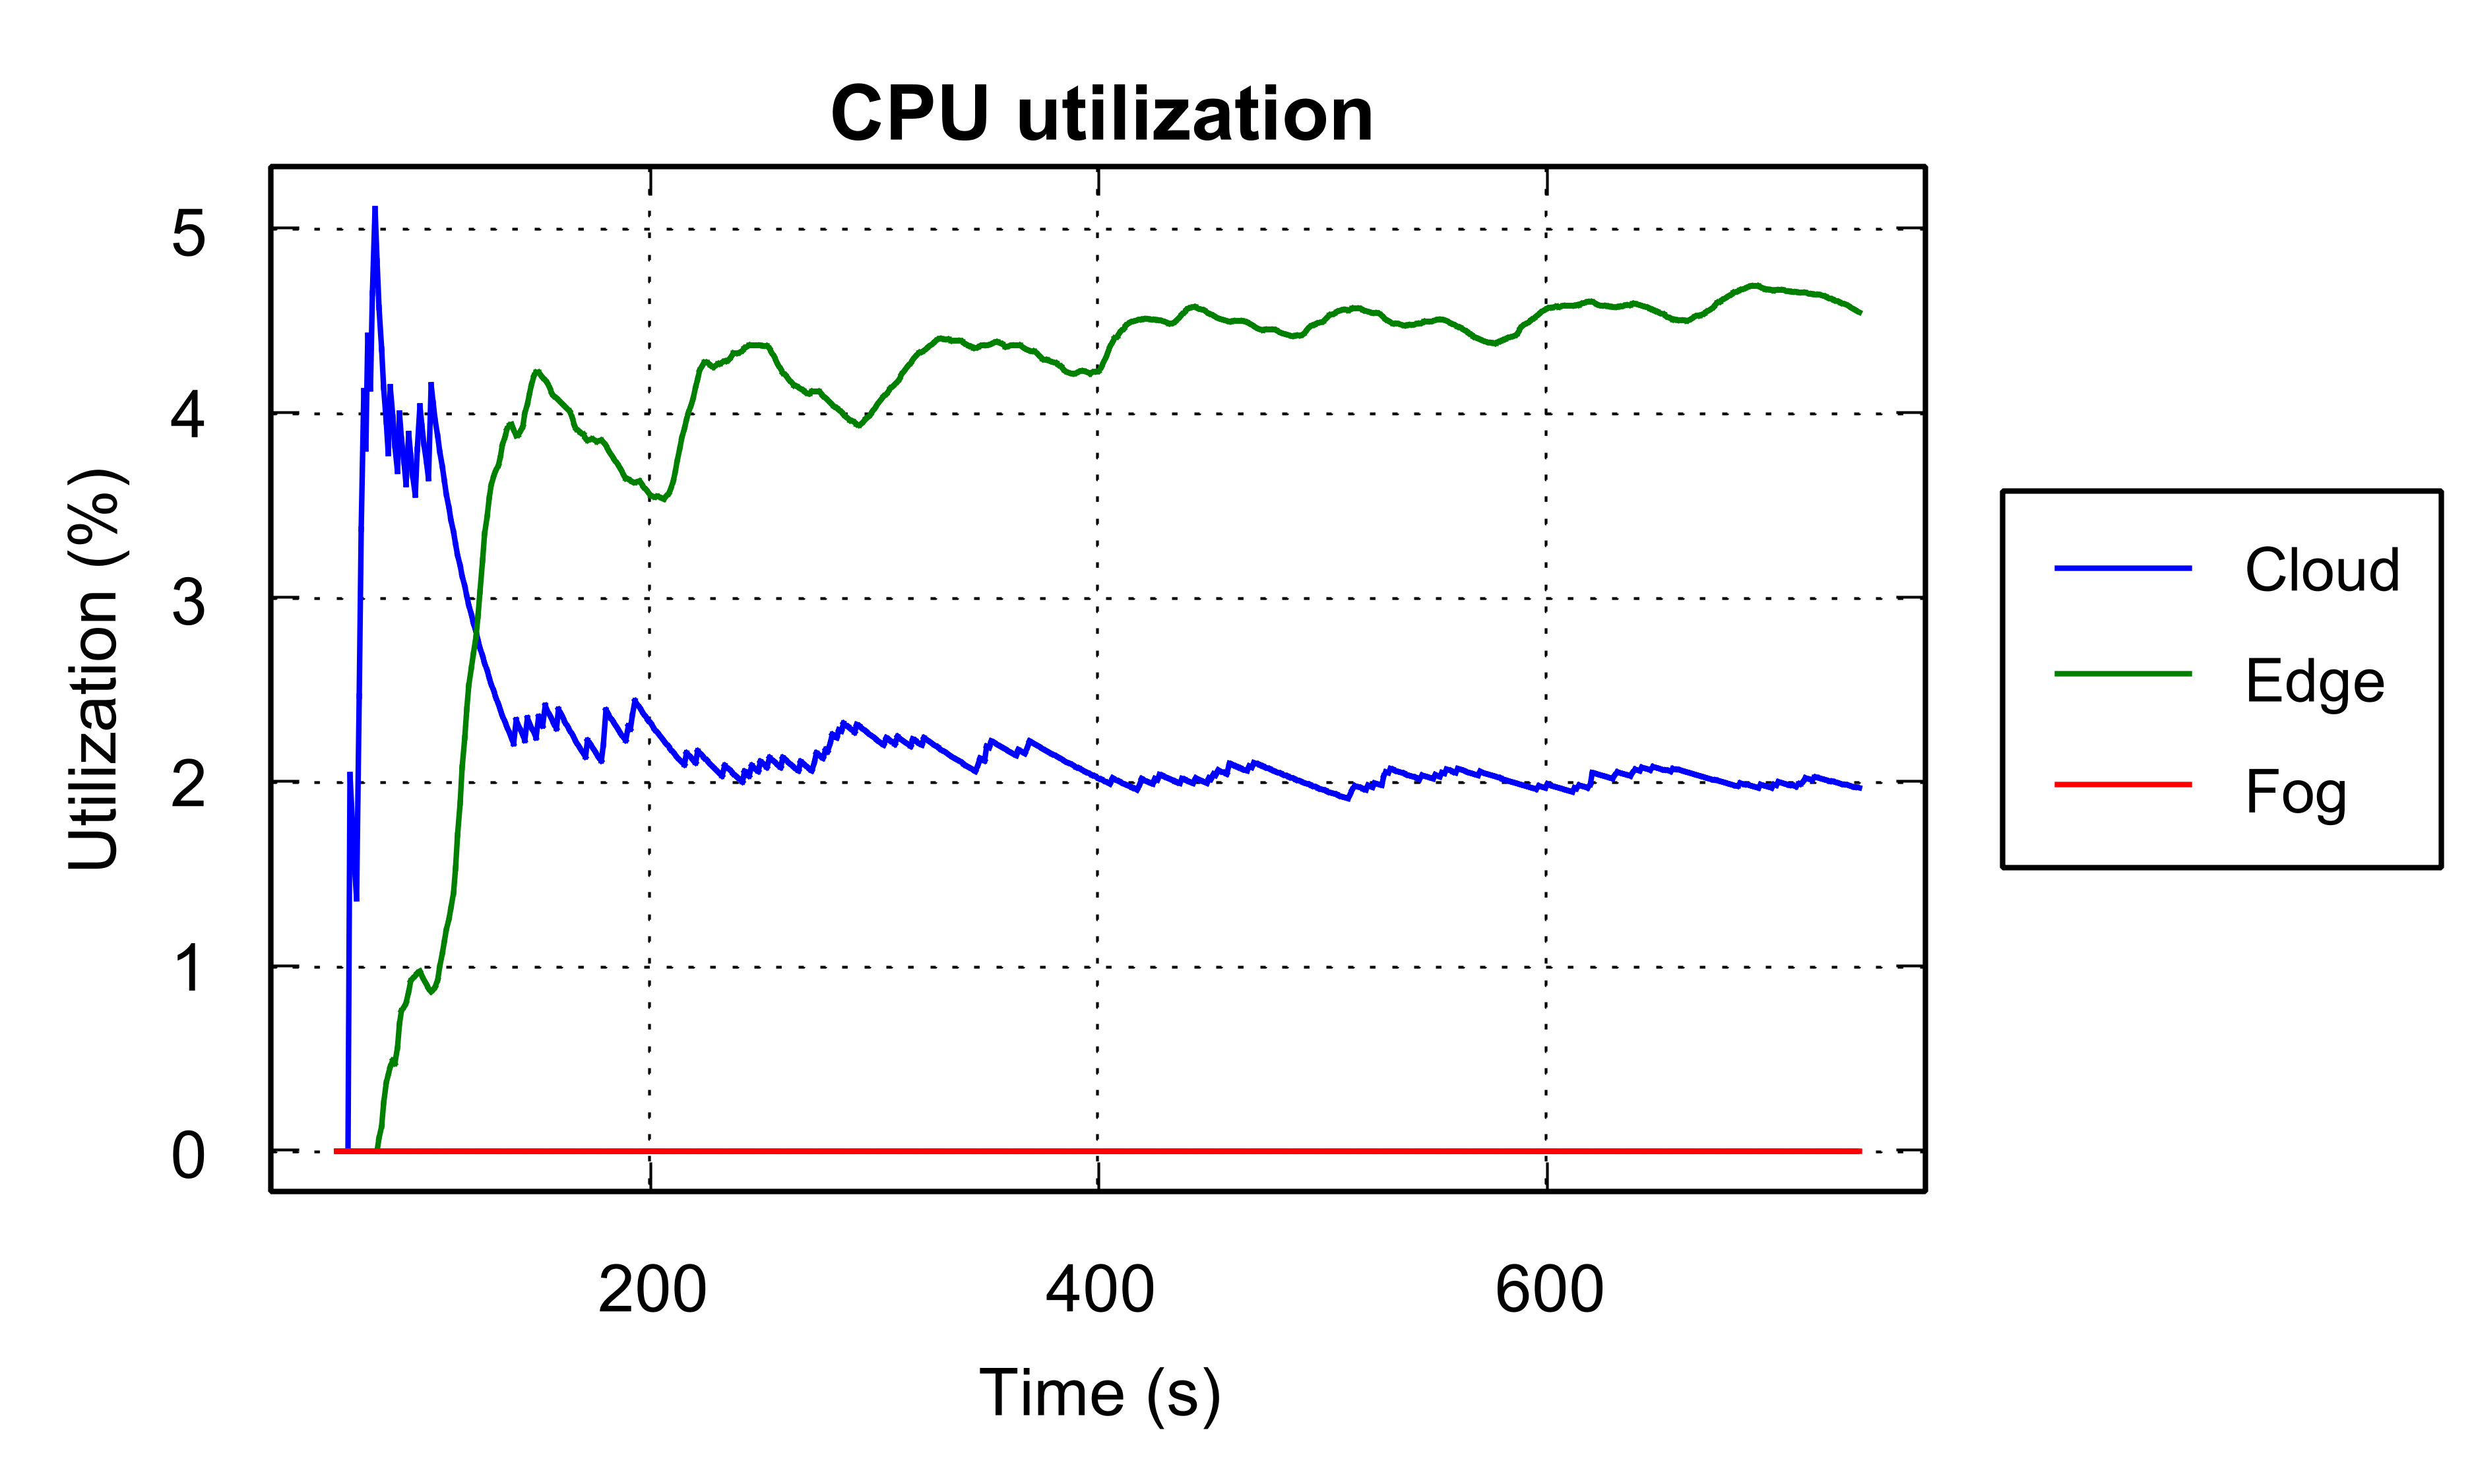 CPU utilization
5
4
3
2
1
0
Utilization (%)
200 400 600
Time (s)
Cloud
Edge
Fog